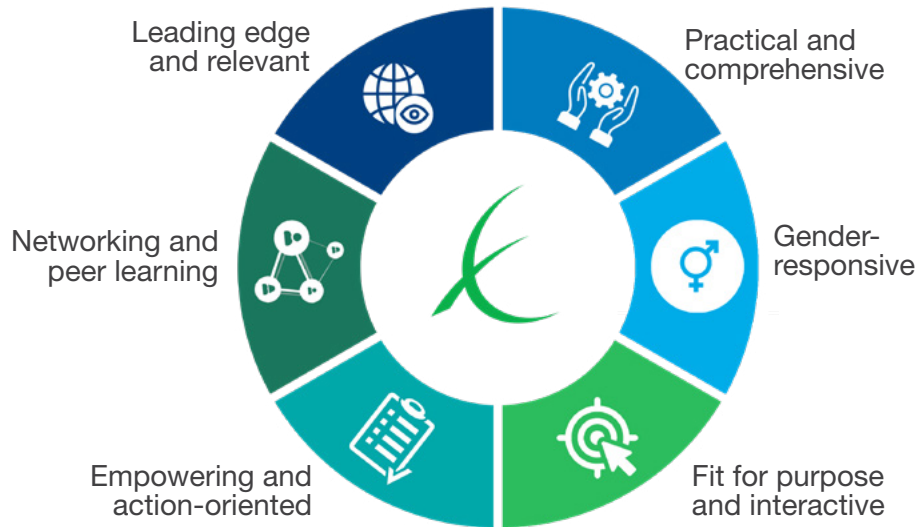 Leading edge
and relevant
Practical and
comprehensive
Networking and
peer learning
Gender-
responsive
Empowering and
action-oriented
Fit for purpose
and interactive